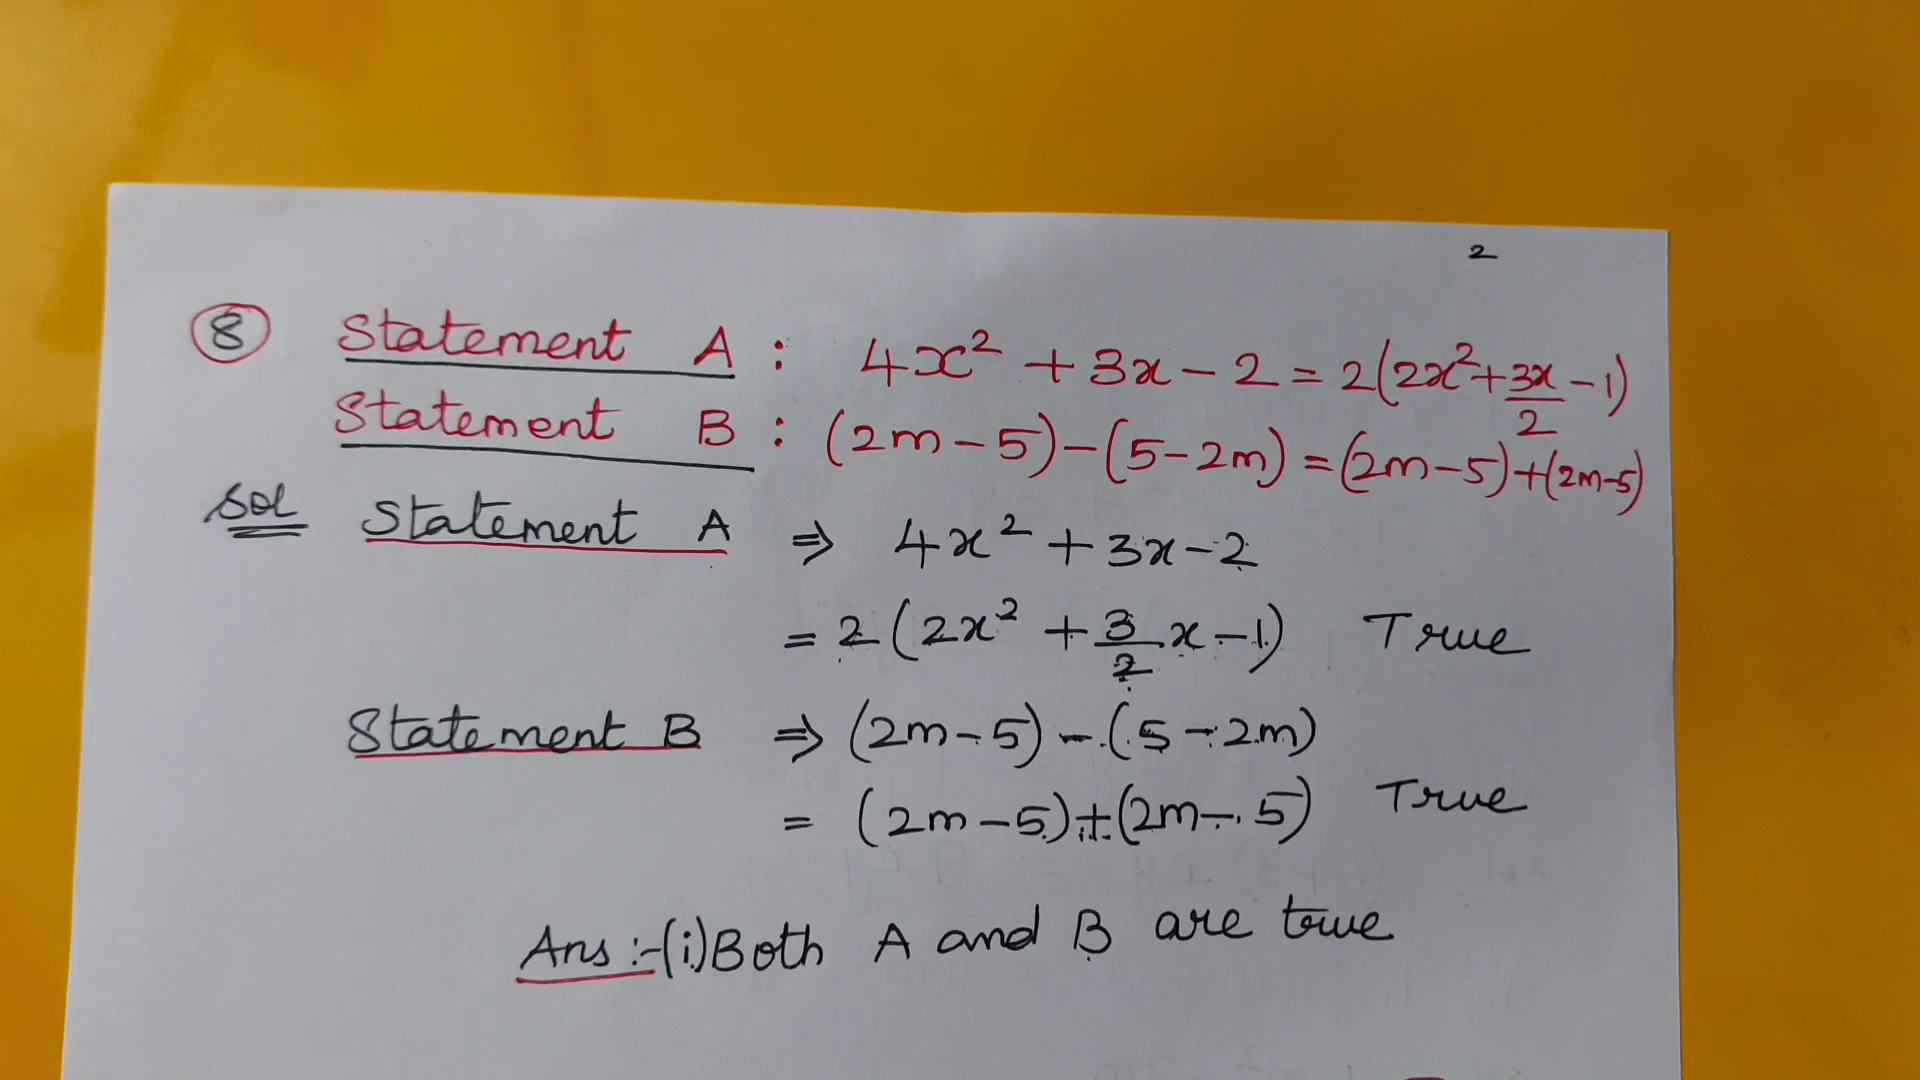 2
8 Statement A : 4x² + 3x - 2 = 2(2x² + 3x/2 - 1)
Statement B : (2m - 5) - (5 - 2m) = (2m - 5) + (2m - 5)
Sol Statement A ⇒ 4x² + 3x - 2
= 2(2x² + 3/2 x - 1) True
Statement B ⇒ (2m - 5) - (5 - 2m)
= (2m - 5) + (2m - 5) True
Ans :- (i) Both A and B are true